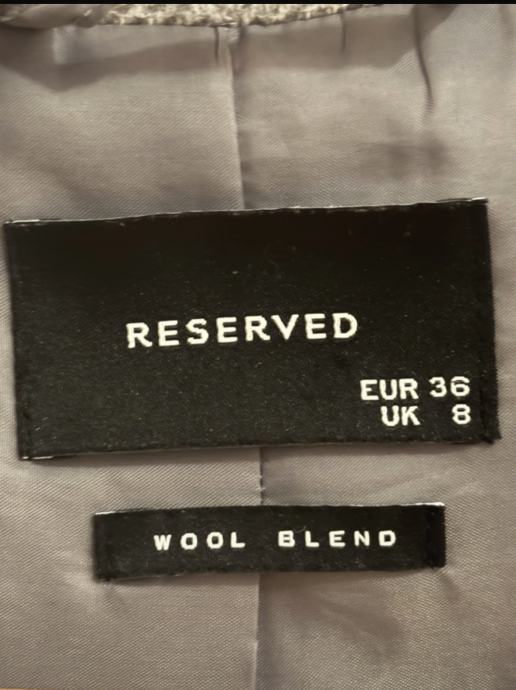 RESERVED
EUR 36
UK 8
WOOL BLEND